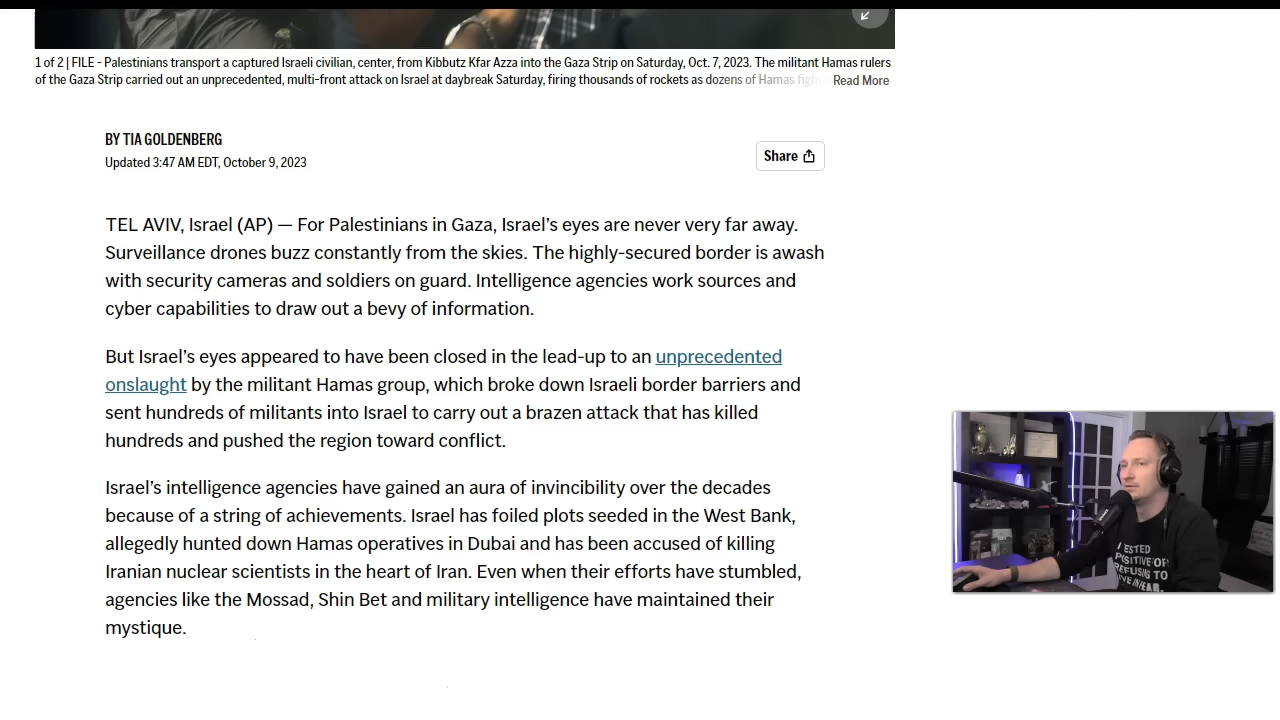 1 of 2 | FILE - Palestinians transport a captured Israeli civilian, center, from Kibbutz Kfar Azza into the Gaza Strip on Saturday, Oct. 7, 2023. The militant Hamas rulers
of the Gaza Strip carried out an unprecedented, multi-front attack on Israel at daybreak Saturday, firing thousands of rockets as dozens of Hamas Read More
BY TIA GOLDENBERG
Updated 3:47 AM EDT, October 9, 2023
Share
TEL AVIV, Israel (AP) — For Palestinians in Gaza, Israel’s eyes are never very far away.
Surveillance drones buzz constantly from the skies. The highly-secured border is awash
with security cameras and soldiers on guard. Intelligence agencies work sources and
cyber capabilities to draw out a bevy of information.
But Israel’s eyes appeared to have been closed in the lead-up to an unprecedented
onslaught by the militant Hamas group, which broke down Israeli border barriers and
sent hundreds of militants into Israel to carry out a brazen attack that has killed
hundreds and pushed the region toward conflict.
Israel’s intelligence agencies have gained an aura of invincibility over the decades
because of a string of achievements. Israel has foiled plots seeded in the West Bank,
allegedly hunted down Hamas operatives in Dubai and has been accused of killing
Iranian nuclear scientists in the heart of Iran. Even when their efforts have stumbled,
agencies like the Mossad, Shin Bet and military intelligence have maintained their
mystique.
POSITIVE FOR
REFUSING TO